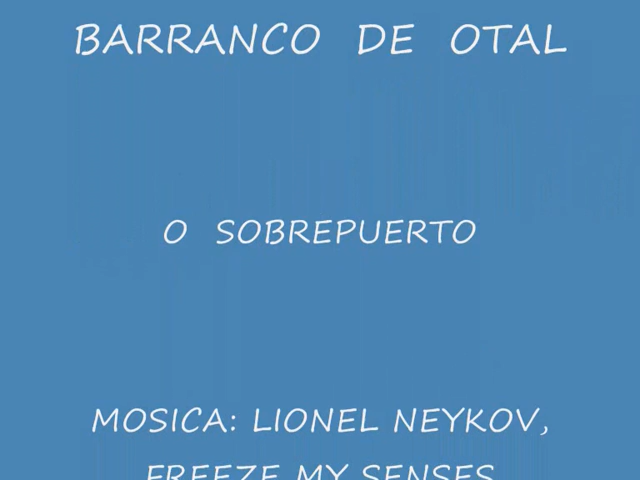 BARRANCO DE OTAL
O SOBREPUERTO
MOSICA: LIONEL NEYKOV,
FREEZE MY SENSES